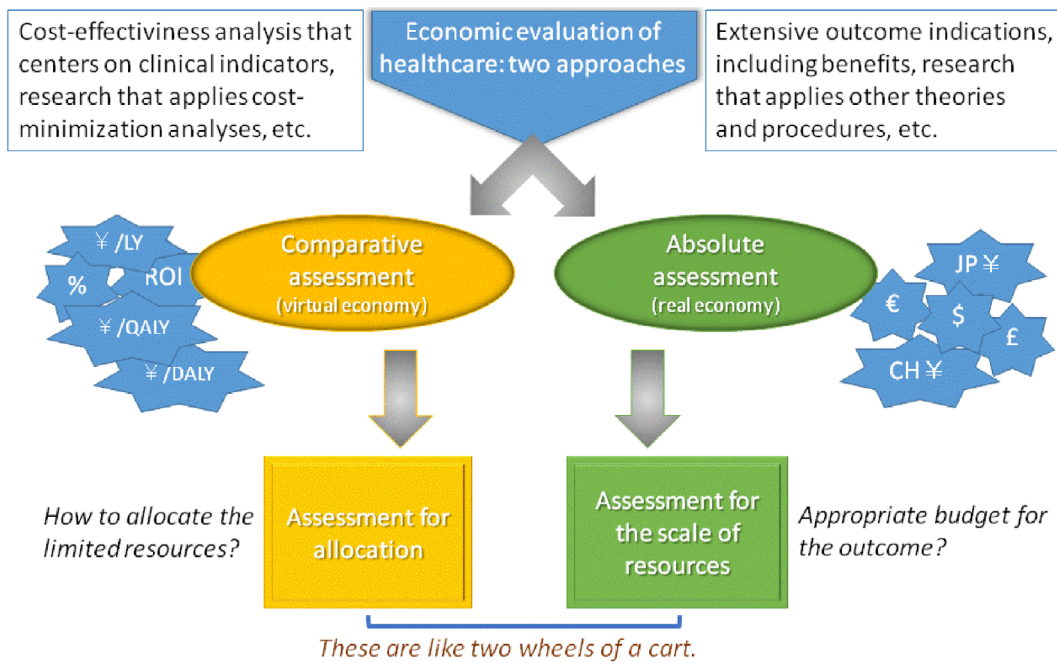 Cost-effectiviness analysis that
centers on clinical indicators,
research that applies cost-
minimization analyses, etc.
Economic evaluation of
healthcare: two approaches
Extensive outcome indications,
including benefits, research
that applies other theories
and procedures, etc.
¥/LY
%
ROI
¥/QALY
¥/DALY
Comparative
assessment
(virtual economy)
Absolute
assessment
(real economy)
JP ¥
€
$
£
CH ¥
How to allocate the
limited resources?
Assessment for
allocation
Assessment for
the scale of
resources
Appropriate budget for
the outcome?
These are like two wheels of a cart.